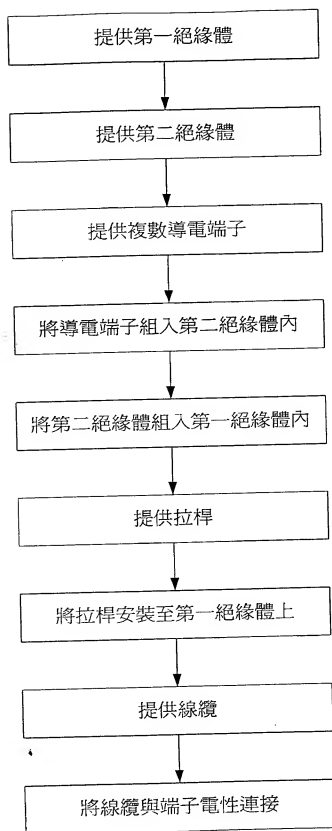 提供第一絕緣體
提供第二絕緣體
提供複數導電端子
將導電端子組入第二絕緣體內
將第二絕緣體組入第一絕緣體內
提供拉桿
將拉桿安裝至第一絕緣體上
提供線纜
將線纜與端子電性連接